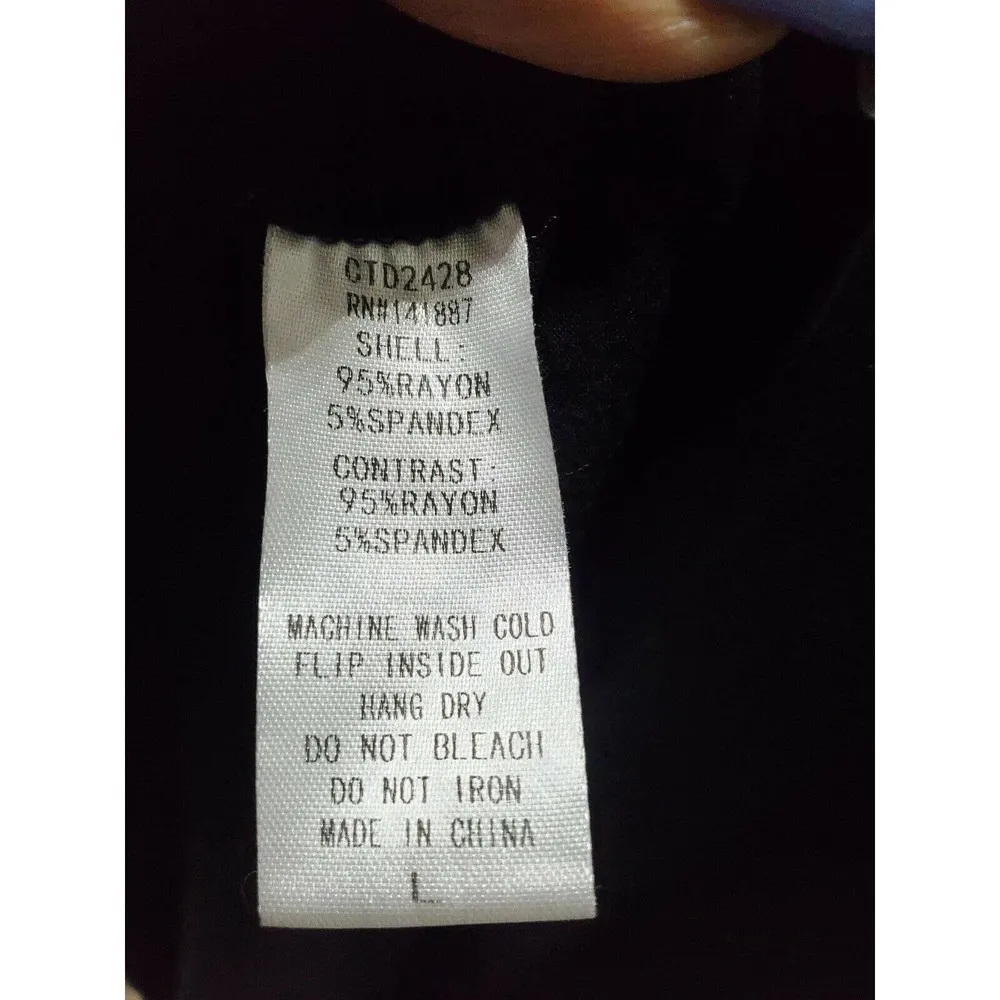 CTD2428
RN#141887
SHELL:
95%RAYON
5%SPANDEX
CONTRAST:
95%RAYON
5%SPANDEX
MACHINE WASH COLD
FLIP INSIDE OUT
HANG DRY
DO NOT BLEACH
DO NOT IRON
MADE IN CHINA
L